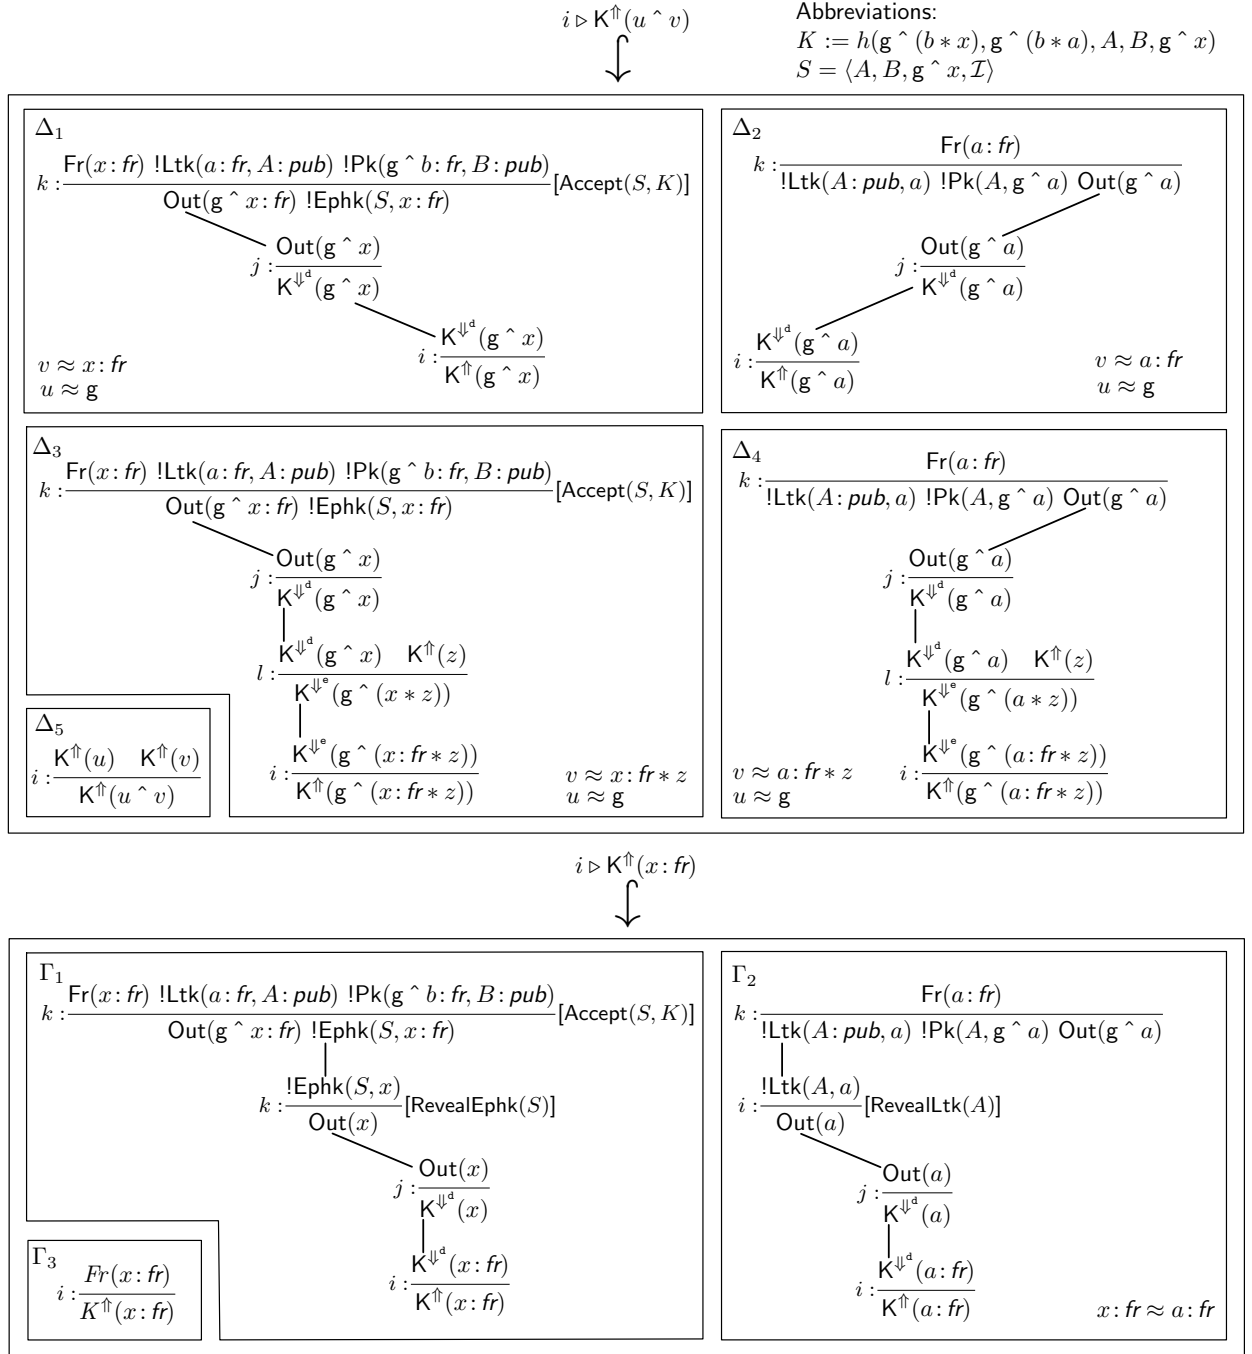 i ▷ K^⇑(u ˆ v)
Abbreviations:
K := h(g ˆ (b ∗ x), g ˆ (b ∗ a), A, B, g ˆ x)
S = ⟨A, B, g ˆ x, ℐ⟩
Δ₁
Fr(x : fr) !Ltk(a : fr, A : pub) !Pk(g ˆ b : fr, B : pub)
k : [Accept(S, K)]
Out(g ˆ x : fr) !Ephk(S, x : fr)
Out(g ˆ x)
j :
K^⇓ᵈ(g ˆ x)
K^⇓ᵈ(g ˆ x)
i :
K^⇑(g ˆ x)
v ≈ x : fr
u ≈ g
Δ₂
Fr(a : fr)
k :
!Ltk(A : pub, a) !Pk(A, g ˆ a) Out(g ˆ a)
Out(g ˆ a)
j :
K^⇓ᵈ(g ˆ a)
K^⇓ᵈ(g ˆ a)
i :
K^⇑(g ˆ a)
v ≈ a : fr
u ≈ g
Δ₃
Fr(x : fr) !Ltk(a : fr, A : pub) !Pk(g ˆ b : fr, B : pub)
k : [Accept(S, K)]
Out(g ˆ x : fr) !Ephk(S, x : fr)
Out(g ˆ x)
j :
K^⇓ᵈ(g ˆ x)
K^⇓ᵈ(g ˆ x) K^⇑(z)
l :
K^⇓ᵉ(g ˆ (x ∗ z))
K^⇓ᵉ(g ˆ (x : fr ∗ z))
i :
K^⇑(g ˆ (x : fr ∗ z))
v ≈ x : fr ∗ z
u ≈ g
Δ₄
Fr(a : fr)
k :
!Ltk(A : pub, a) !Pk(A, g ˆ a) Out(g ˆ a)
Out(g ˆ a)
j :
K^⇓ᵈ(g ˆ a)
K^⇓ᵈ(g ˆ a) K^⇑(z)
l :
K^⇓ᵉ(g ˆ (a ∗ z))
K^⇓ᵉ(g ˆ (a : fr ∗ z))
i :
K^⇑(g ˆ (a : fr ∗ z))
v ≈ a : fr ∗ z
u ≈ g
Δ₅
K^⇑(u) K^⇑(v)
i :
K^⇑(u ˆ v)
i ▷ K^⇑(x : fr)
Γ₁
Fr(x : fr) !Ltk(a : fr, A : pub) !Pk(g ˆ b : fr, B : pub)
k : [Accept(S, K)]
Out(g ˆ x : fr) !Ephk(S, x : fr)
!Ephk(S, x)
k : [RevealEphk(S)]
Out(x)
Out(x)
j :
K^⇓ᵈ(x)
K^⇓ᵈ(x : fr)
i :
K^⇑(x : fr)
Γ₂
Fr(a : fr)
k :
!Ltk(A : pub, a) !Pk(A, g ˆ a) Out(g ˆ a)
!Ltk(A, a)
i : [RevealLtk(A)]
Out(a)
Out(a)
j :
K^⇓ᵈ(a)
K^⇓ᵈ(a : fr)
i :
K^⇑(a : fr)
x : fr ≈ a : fr
Γ₃
Fr(x : fr)
i :
K^⇑(x : fr)